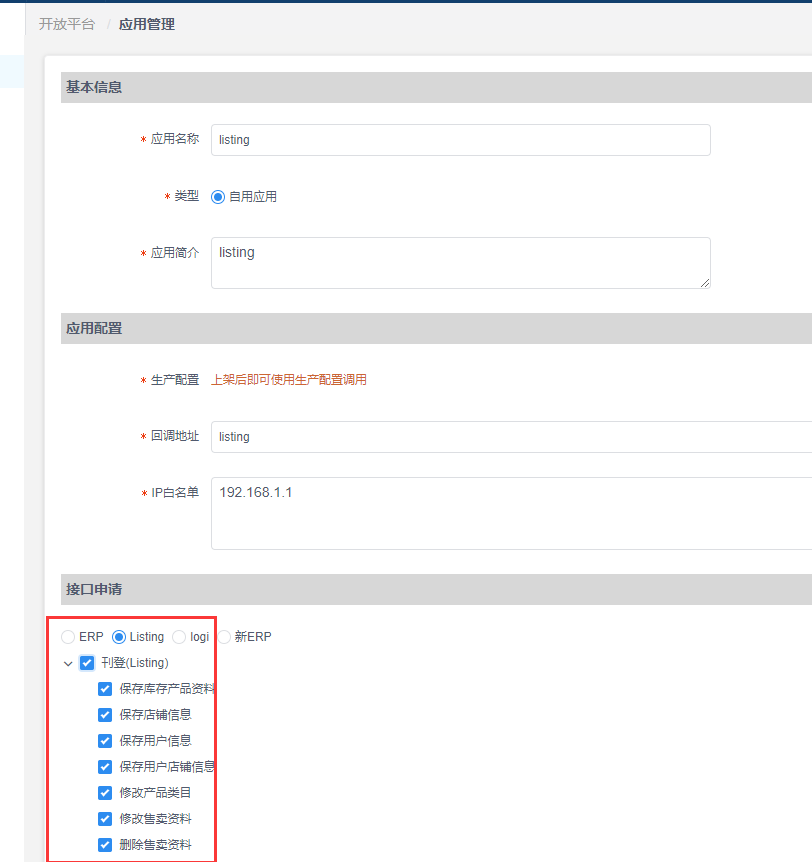 开放平台 / 应用管理
基本信息
* 应用名称 listing
* 类型 自用应用
* 应用简介 listing
应用配置
* 生产配置 上架后即可使用生产配置调用
* 回调地址 listing
* IP白名单 192.168.1.1
接口申请
ERP Listing logi 新ERP
刊登(Listing)
保存库存产品资料
保存店铺信息
保存用户信息
保存用户店铺信息
修改产品类目
修改售卖资料
删除售卖资料